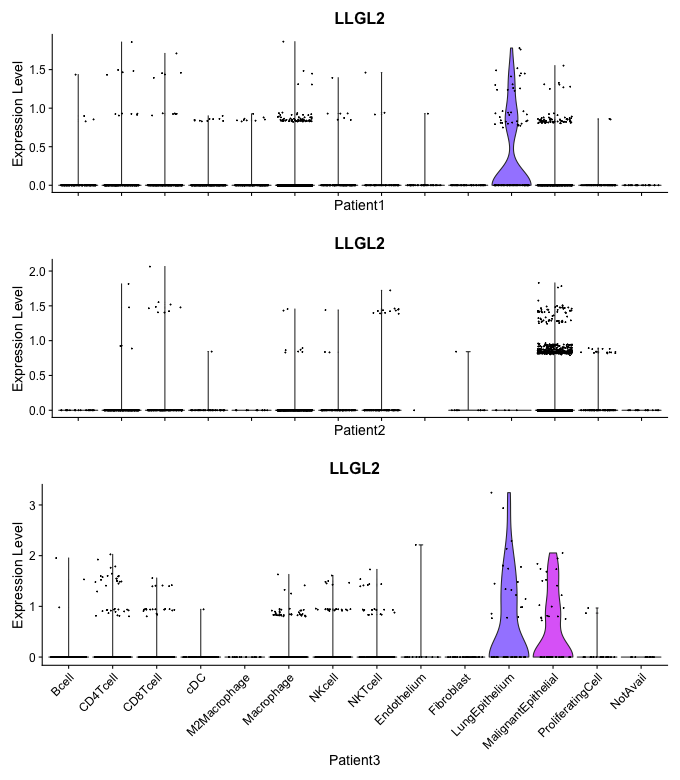 LLGL2
Expression Level
1.5
1.0
0.5
0.0
Patient1
LLGL2
Expression Level
2.0
1.5
1.0
0.5
0.0
Patient2
LLGL2
Expression Level
3
2
1
0
Bcell
CD4Tcell
CD8Tcell
cDC
M2Macrophage
Macrophage
NKcell
NKTcell
Endothelium
Fibroblast
LungEpithelium
MalignantEpithelial
ProliferatingCell
NotAvail
Patient3